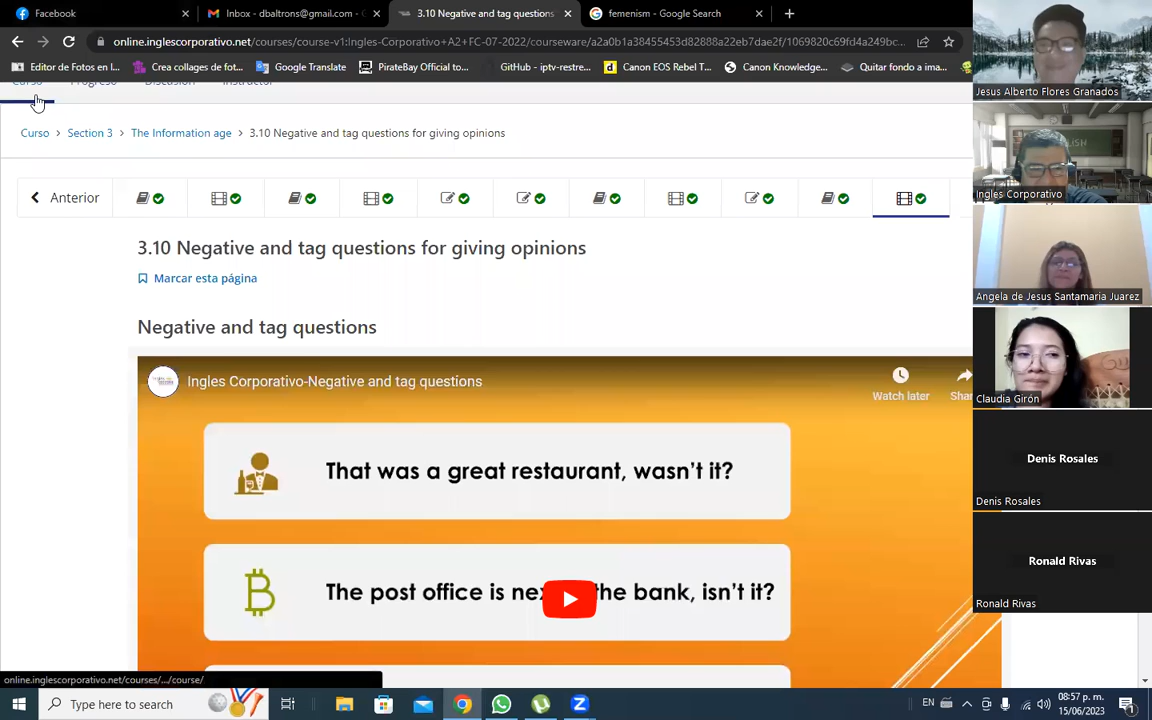 Facebook
Inbox - dbaltrons@gmail.com -
3.10 Negative and tag questions
femenism - Google Search
online.inglescorporativo.net/courses/course-v1:Ingles-Corporativo+A2+FC-07-2022/courseware/a2a0b1a38455453d82888a22eb7dae2f/1069820c69fd4a249bc...
Editor de Fotos en l...
Crea collages de fot...
Google Translate
PirateBay Official to...
GitHub - iptv-restre...
Canon EOS Rebel T...
Canon Knowledge...
Quitar fondo a ima...
Curso
Progreso
Discusión
Instructor
Curso > Section 3 > The Information age > 3.10 Negative and tag questions for giving opinions
Anterior
3.10 Negative and tag questions for giving opinions
Marcar esta página
Negative and tag questions
Ingles Corporativo-Negative and tag questions
Watch later
Sha
That was a great restaurant, wasn't it?
The post office is ne the bank, isn't it?
online.inglescorporativo.net/courses/.../course/
Jesus Alberto Flores Granados
Ingles Corporativo
Angela de Jesus Santamaria Juarez
Claudia Girón
Denis Rosales
Denis Rosales
Ronald Rivas
Ronald Rivas
Type here to search
EN
08:57 p. m.
15/06/2023
1